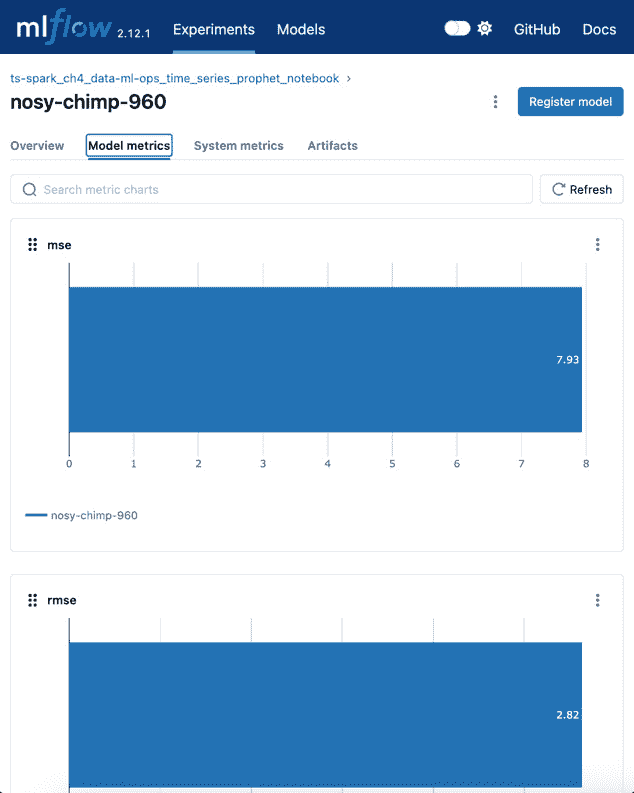 mlflow 2.12.1 Experiments Models GitHub Docs
ts-spark_ch4_data-ml-ops_time_series_prophet_notebook ›
nosy-chimp-960
Register model
Overview Model metrics System metrics Artifacts
Search metric charts Refresh
mse
7.93
0 1 2 3 4 5 6 7 8
nosy-chimp-960
rmse
2.82